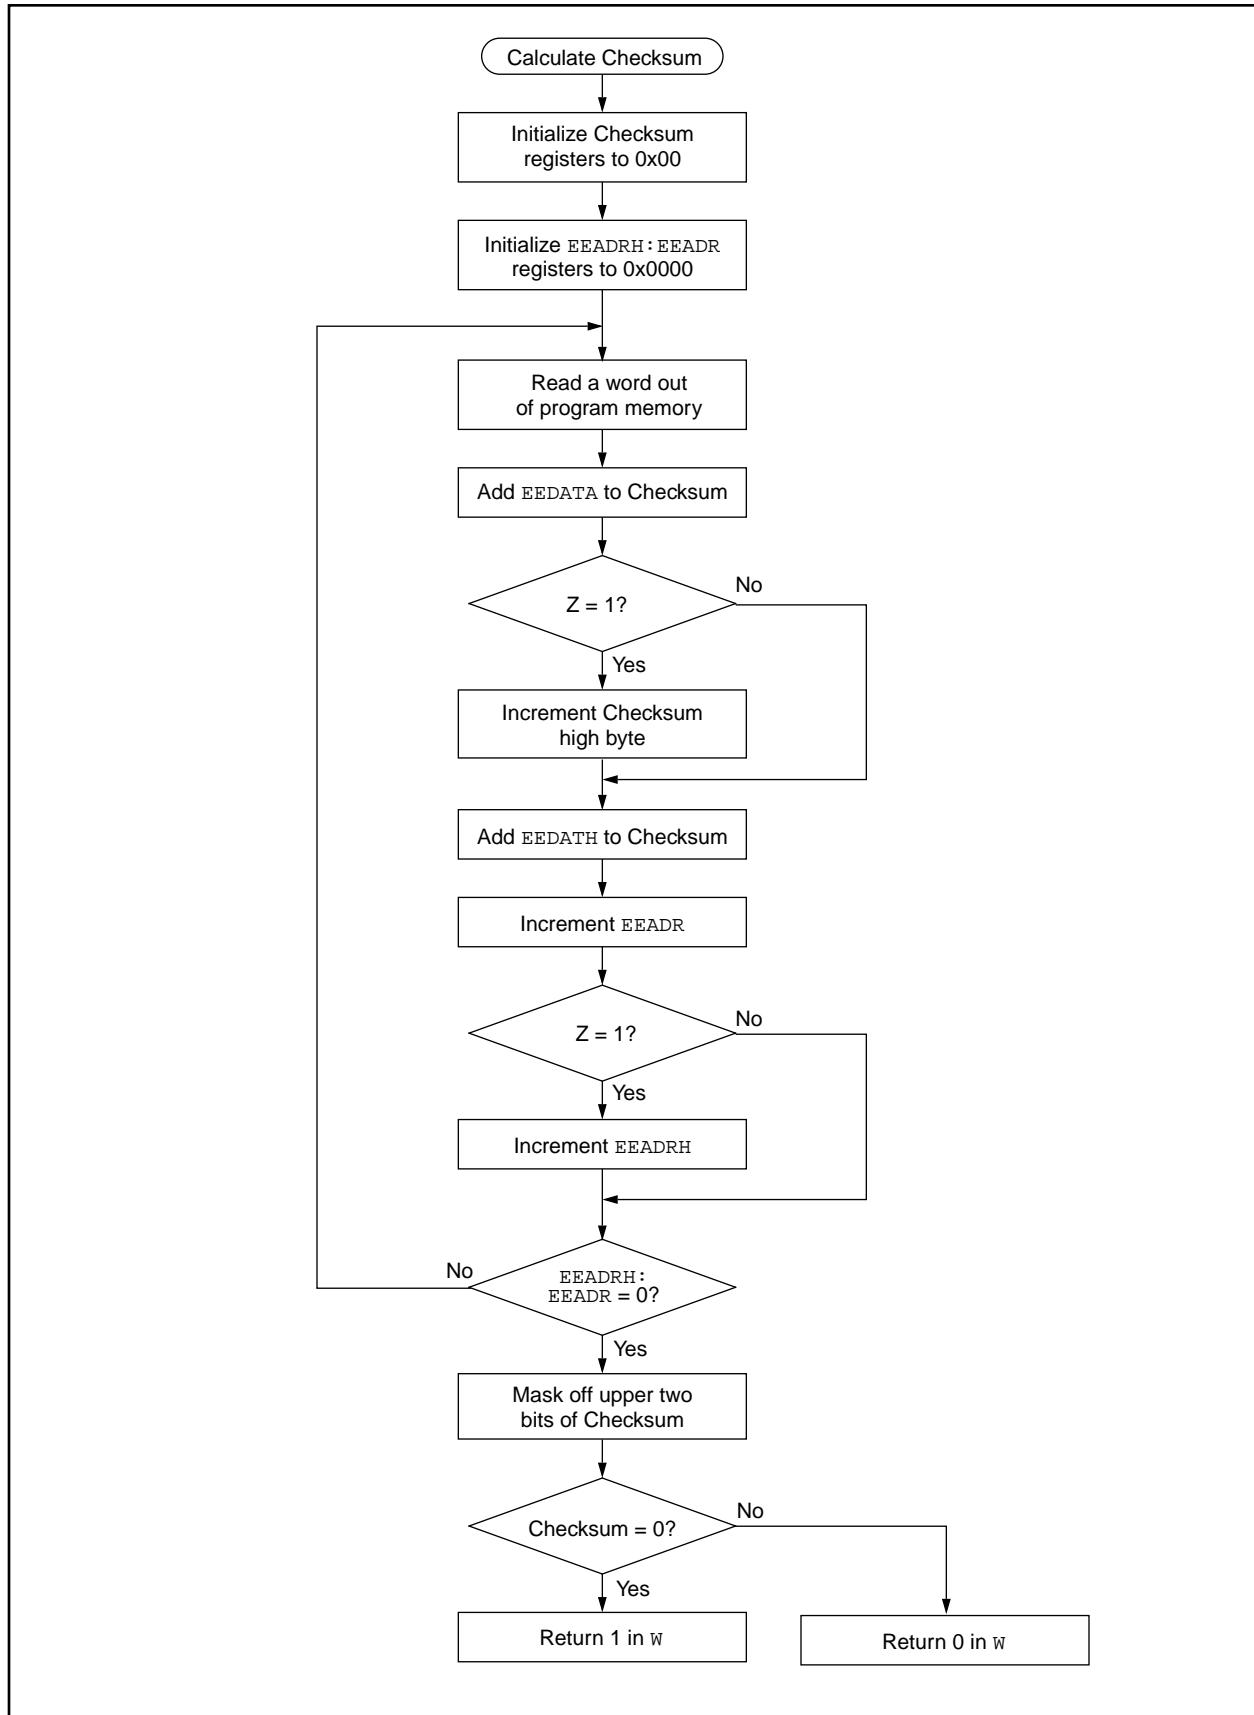 Calculate Checksum
Initialize Checksum
registers to 0x00
Initialize EEADRH:EEADR
registers to 0x0000
Read a word out
of program memory
Add EEDATA to Checksum
Z = 1?
No
Yes
Increment Checksum
high byte
Add EEDATH to Checksum
Increment EEADR
Z = 1?
No
Yes
Increment EEADRH
No
EEADRH:
EEADR = 0?
Yes
Mask off upper two
bits of Checksum
Checksum = 0?
No
Yes
Return 1 in W
Return 0 in W